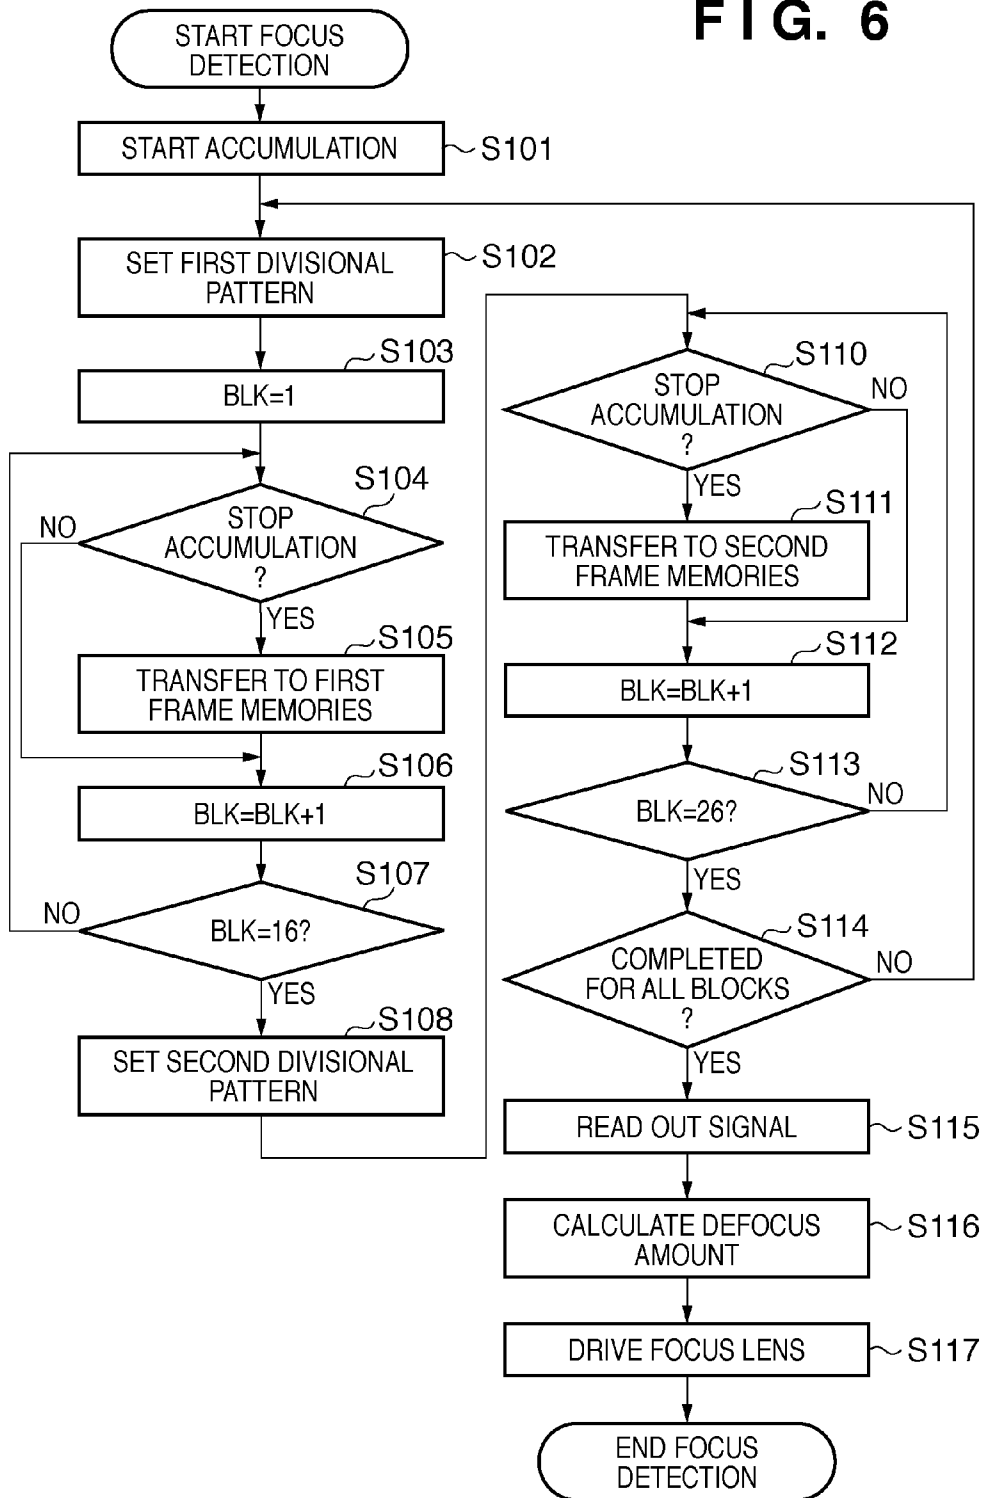 FIG. 6
START FOCUS
DETECTION
START ACCUMULATION
S101
SET FIRST DIVISIONAL
PATTERN
S102
S103
BLK=1
S104
NO
STOP
ACCUMULATION
?
YES
S105
TRANSFER TO FIRST
FRAME MEMORIES
S106
BLK=BLK+1
S107
NO
BLK=16?
YES
S108
SET SECOND DIVISIONAL
PATTERN
S110
STOP
ACCUMULATION
?
NO
YES
S111
TRANSFER TO SECOND
FRAME MEMORIES
S112
BLK=BLK+1
S113
BLK=26?
NO
YES
S114
COMPLETED
FOR ALL BLOCKS
?
NO
YES
READ OUT SIGNAL
S115
CALCULATE DEFOCUS
AMOUNT
S116
DRIVE FOCUS LENS
S117
END FOCUS
DETECTION